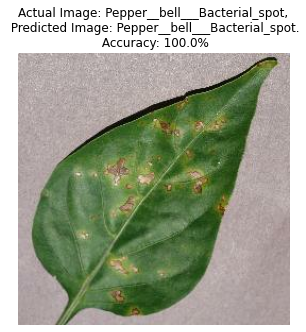 Actual Image: Pepper__bell___Bacterial_spot,
Predicted Image: Pepper__bell___Bacterial_spot.
Accuracy: 100.0%